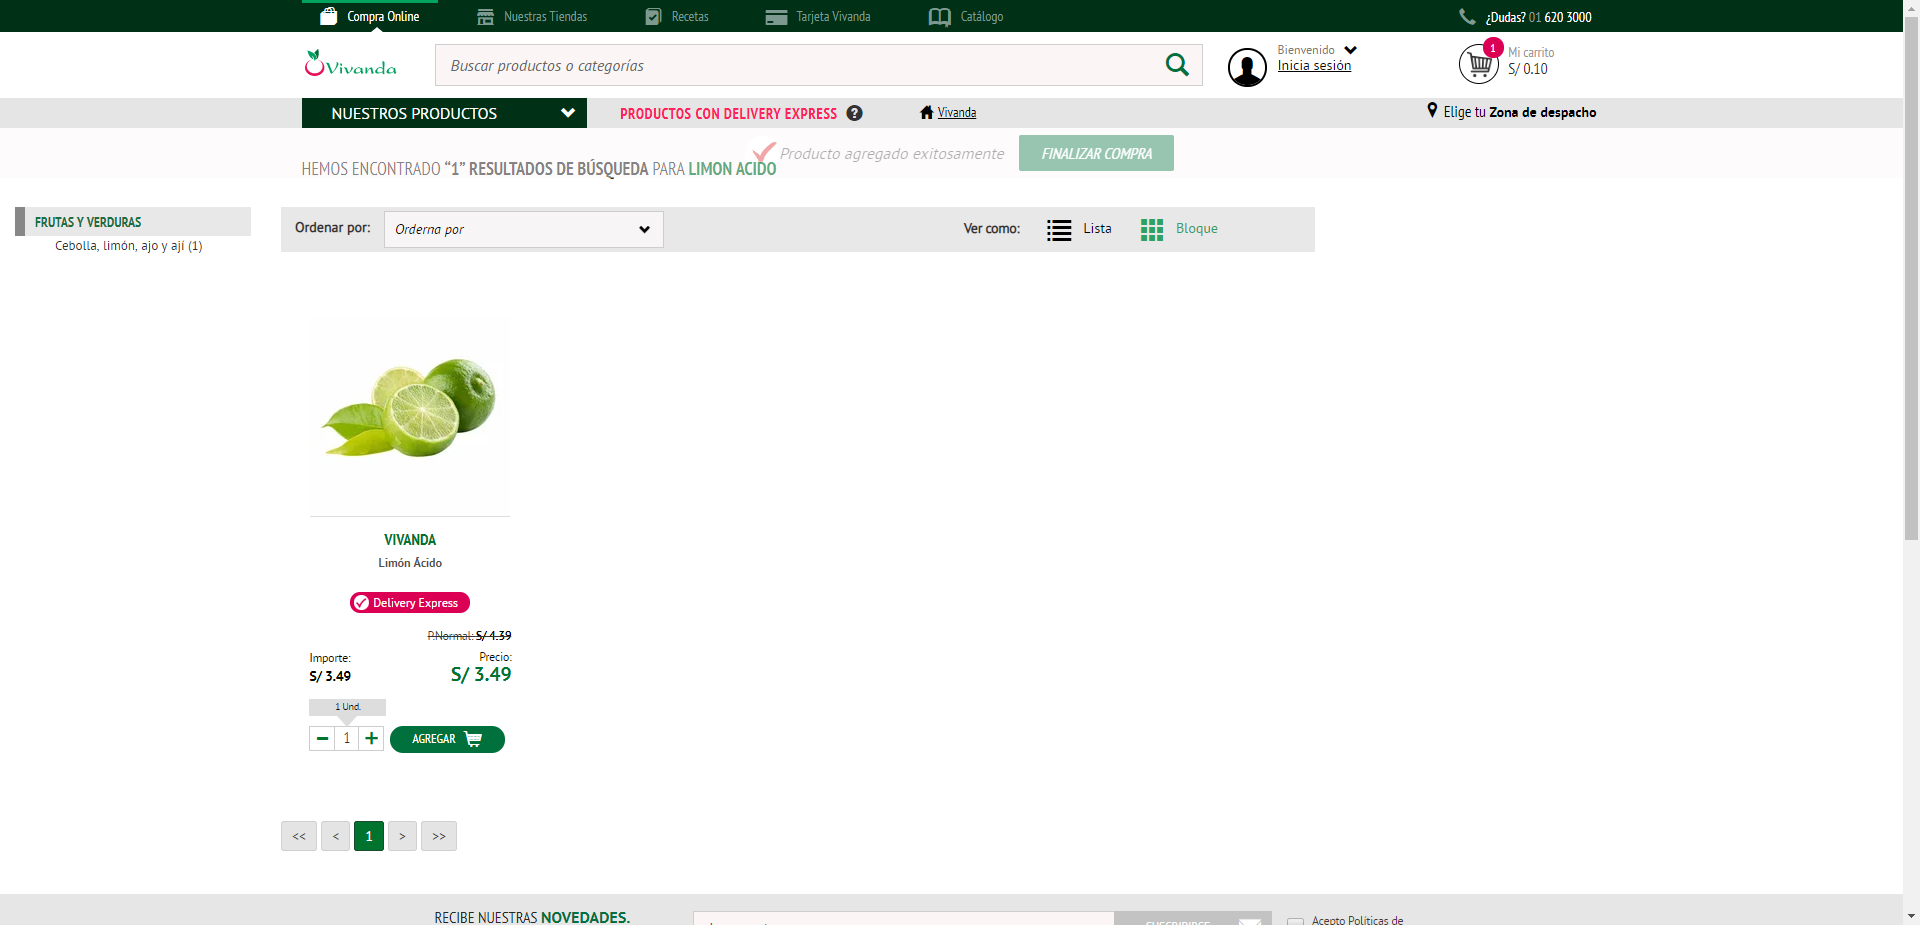 Compra Online
Nuestras Tiendas
Recetas
Tarjeta Vivanda
Catálogo
¿Dudas? 01 620 3000
Vivanda
Buscar productos o categorías
Bienvenido
Inicia sesión
1
Mi carrito
S/ 0.10
NUESTROS PRODUCTOS
PRODUCTOS CON DELIVERY EXPRESS ?
Vivanda
Elige tu Zona de despacho
Producto agregado exitosamente
FINALIZAR COMPRA
HEMOS ENCONTRADO “1” RESULTADOS DE BÚSQUEDA PARA LIMON ACIDO
FRUTAS Y VERDURAS
Cebolla, limón, ajo y ají (1)
Ordenar por:
Orderna por
Ver como:
Lista
Bloque
VIVANDA
Limón Ácido
Delivery Express
P.Normal: S/ 4.39
Importe:
Precio:
S/ 3.49
S/ 3.49
1 Und.
1
AGREGAR
<< < 1 > >>
RECIBE NUESTRAS NOVEDADES.
SUSCRIBIRSE
Acepto Políticas de